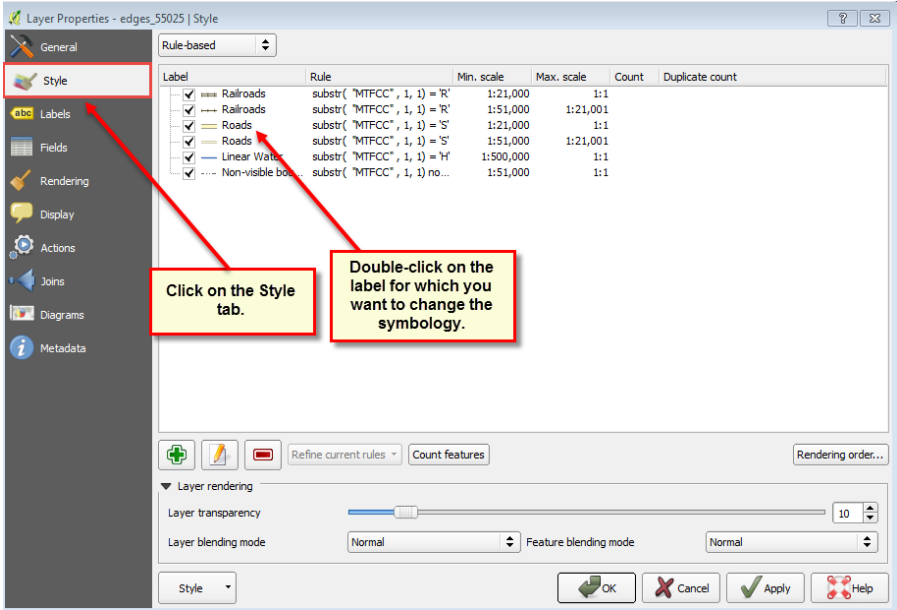 Layer Properties - edges_55025 | Style
General
Style
Labels
Fields
Rendering
Display
Actions
Joins
Diagrams
Metadata
Rule-based
Label Rule Min. scale Max. scale Count Duplicate count
Railroads substr( "MTFCC" , 1, 1) = 'R' 1:21,000 1:1
Railroads substr( "MTFCC" , 1, 1) = 'R' 1:51,000 1:21,001
Roads substr( "MTFCC" , 1, 1) = 'S' 1:21,000 1:1
Roads substr( "MTFCC" , 1, 1) = 'S' 1:51,000 1:21,001
Linear Water substr( "MTFCC" , 1, 1) = 'H' 1:500,000 1:1
Non-visible bou... substr( "MTFCC" , 1, 1) no... 1:51,000 1:1
Click on the Style
tab.
Double-click on the
label for which you
want to change the
symbology.
Refine current rules
Count features
Rendering order...
Layer rendering
Layer transparency 10
Layer blending mode Normal Feature blending mode Normal
Style OK Cancel Apply Help
abc